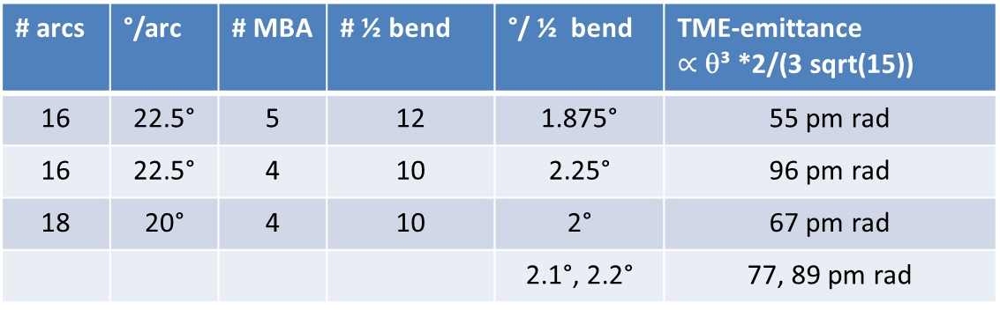 # arcs °/arc # MBA # ½ bend °/ ½ bend TME-emittance
∝ θ³ *2/(3 sqrt(15))
16 22.5° 5 12 1.875° 55 pm rad
16 22.5° 4 10 2.25° 96 pm rad
18 20° 4 10 2° 67 pm rad
2.1°, 2.2° 77, 89 pm rad